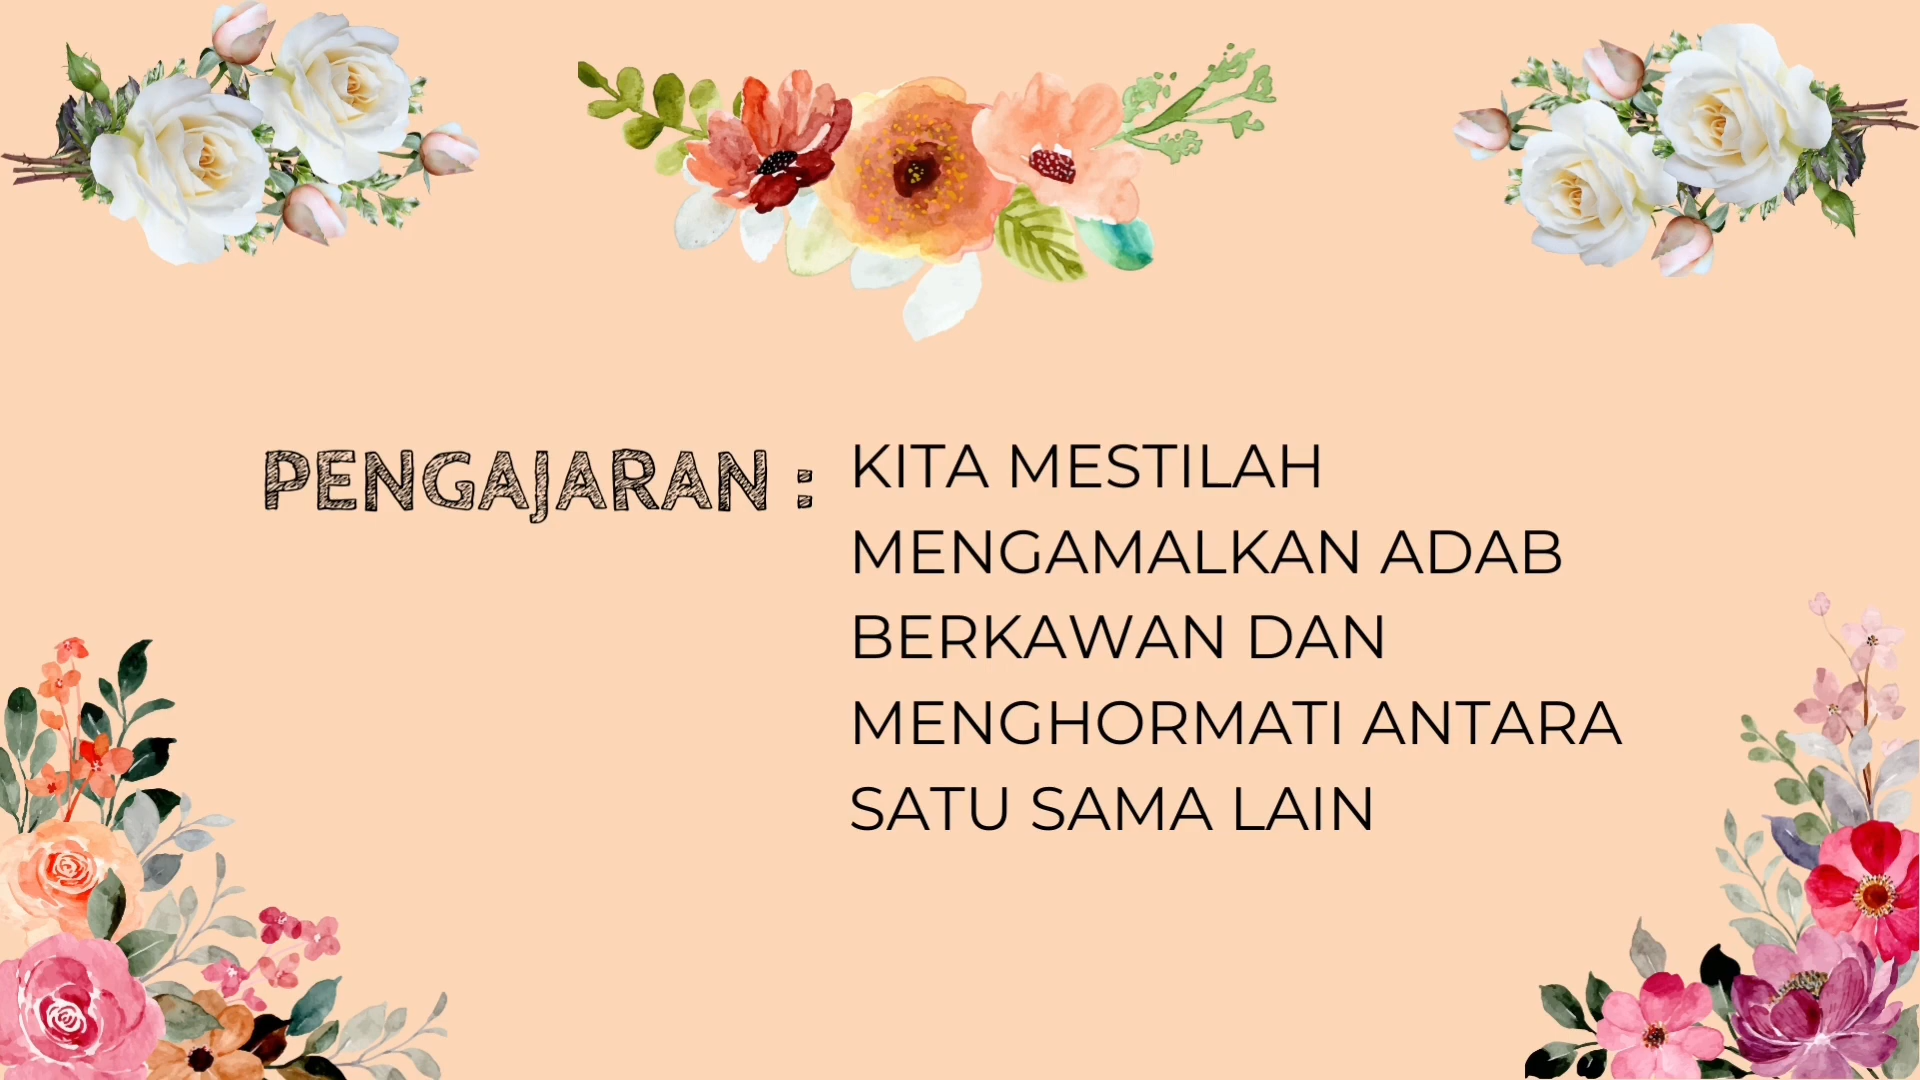 PENGAJARAN :
KITA MESTILAH
MENGAMALKAN ADAB
BERKAWAN DAN
MENGHORMATI ANTARA
SATU SAMA LAIN